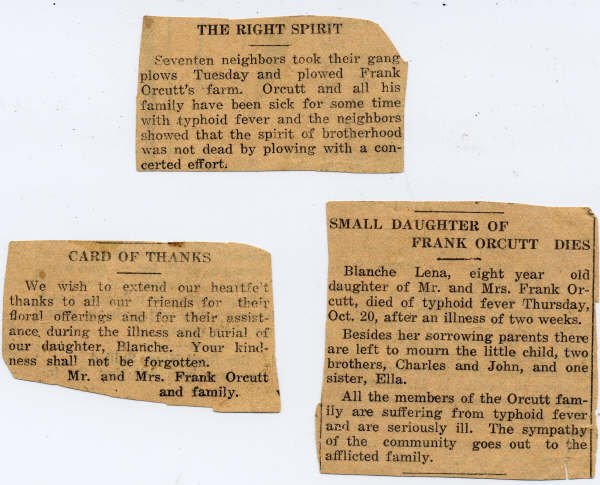 THE RIGHT SPIRIT
Seventen neighbors took their gang
plows Tuesday and plowed Frank
Orcutt's farm. Orcutt and all his
family have been sick for some time
with typhoid fever and the neighbors
showed that the spirit of brotherhood
was not dead by plowing with a con-
certed effort.
CARD OF THANKS
We wish to extend our heartfelt
thanks to all our friends for their
floral offerings and for their assist-
ance during the illness and burial of
our daughter, Blanche. Your kind-
ness shall not be forgotten.
Mr. and Mrs. Frank Orcutt
and family.
SMALL DAUGHTER OF
FRANK ORCUTT DIES
Blanche Lena, eight year old
daughter of Mr. and Mrs. Frank Or-
cutt, died of typhoid fever Thursday,
Oct. 20, after an illness of two weeks.
Besides her sorrowing parents there
are left to mourn the little child, two
brothers, Charles and John, and one
sister, Ella.
All the members of the Orcutt fam-
ily are suffering from typhoid fever
and are seriously ill. The sympathy
of the community goes out to the
afflicted family.